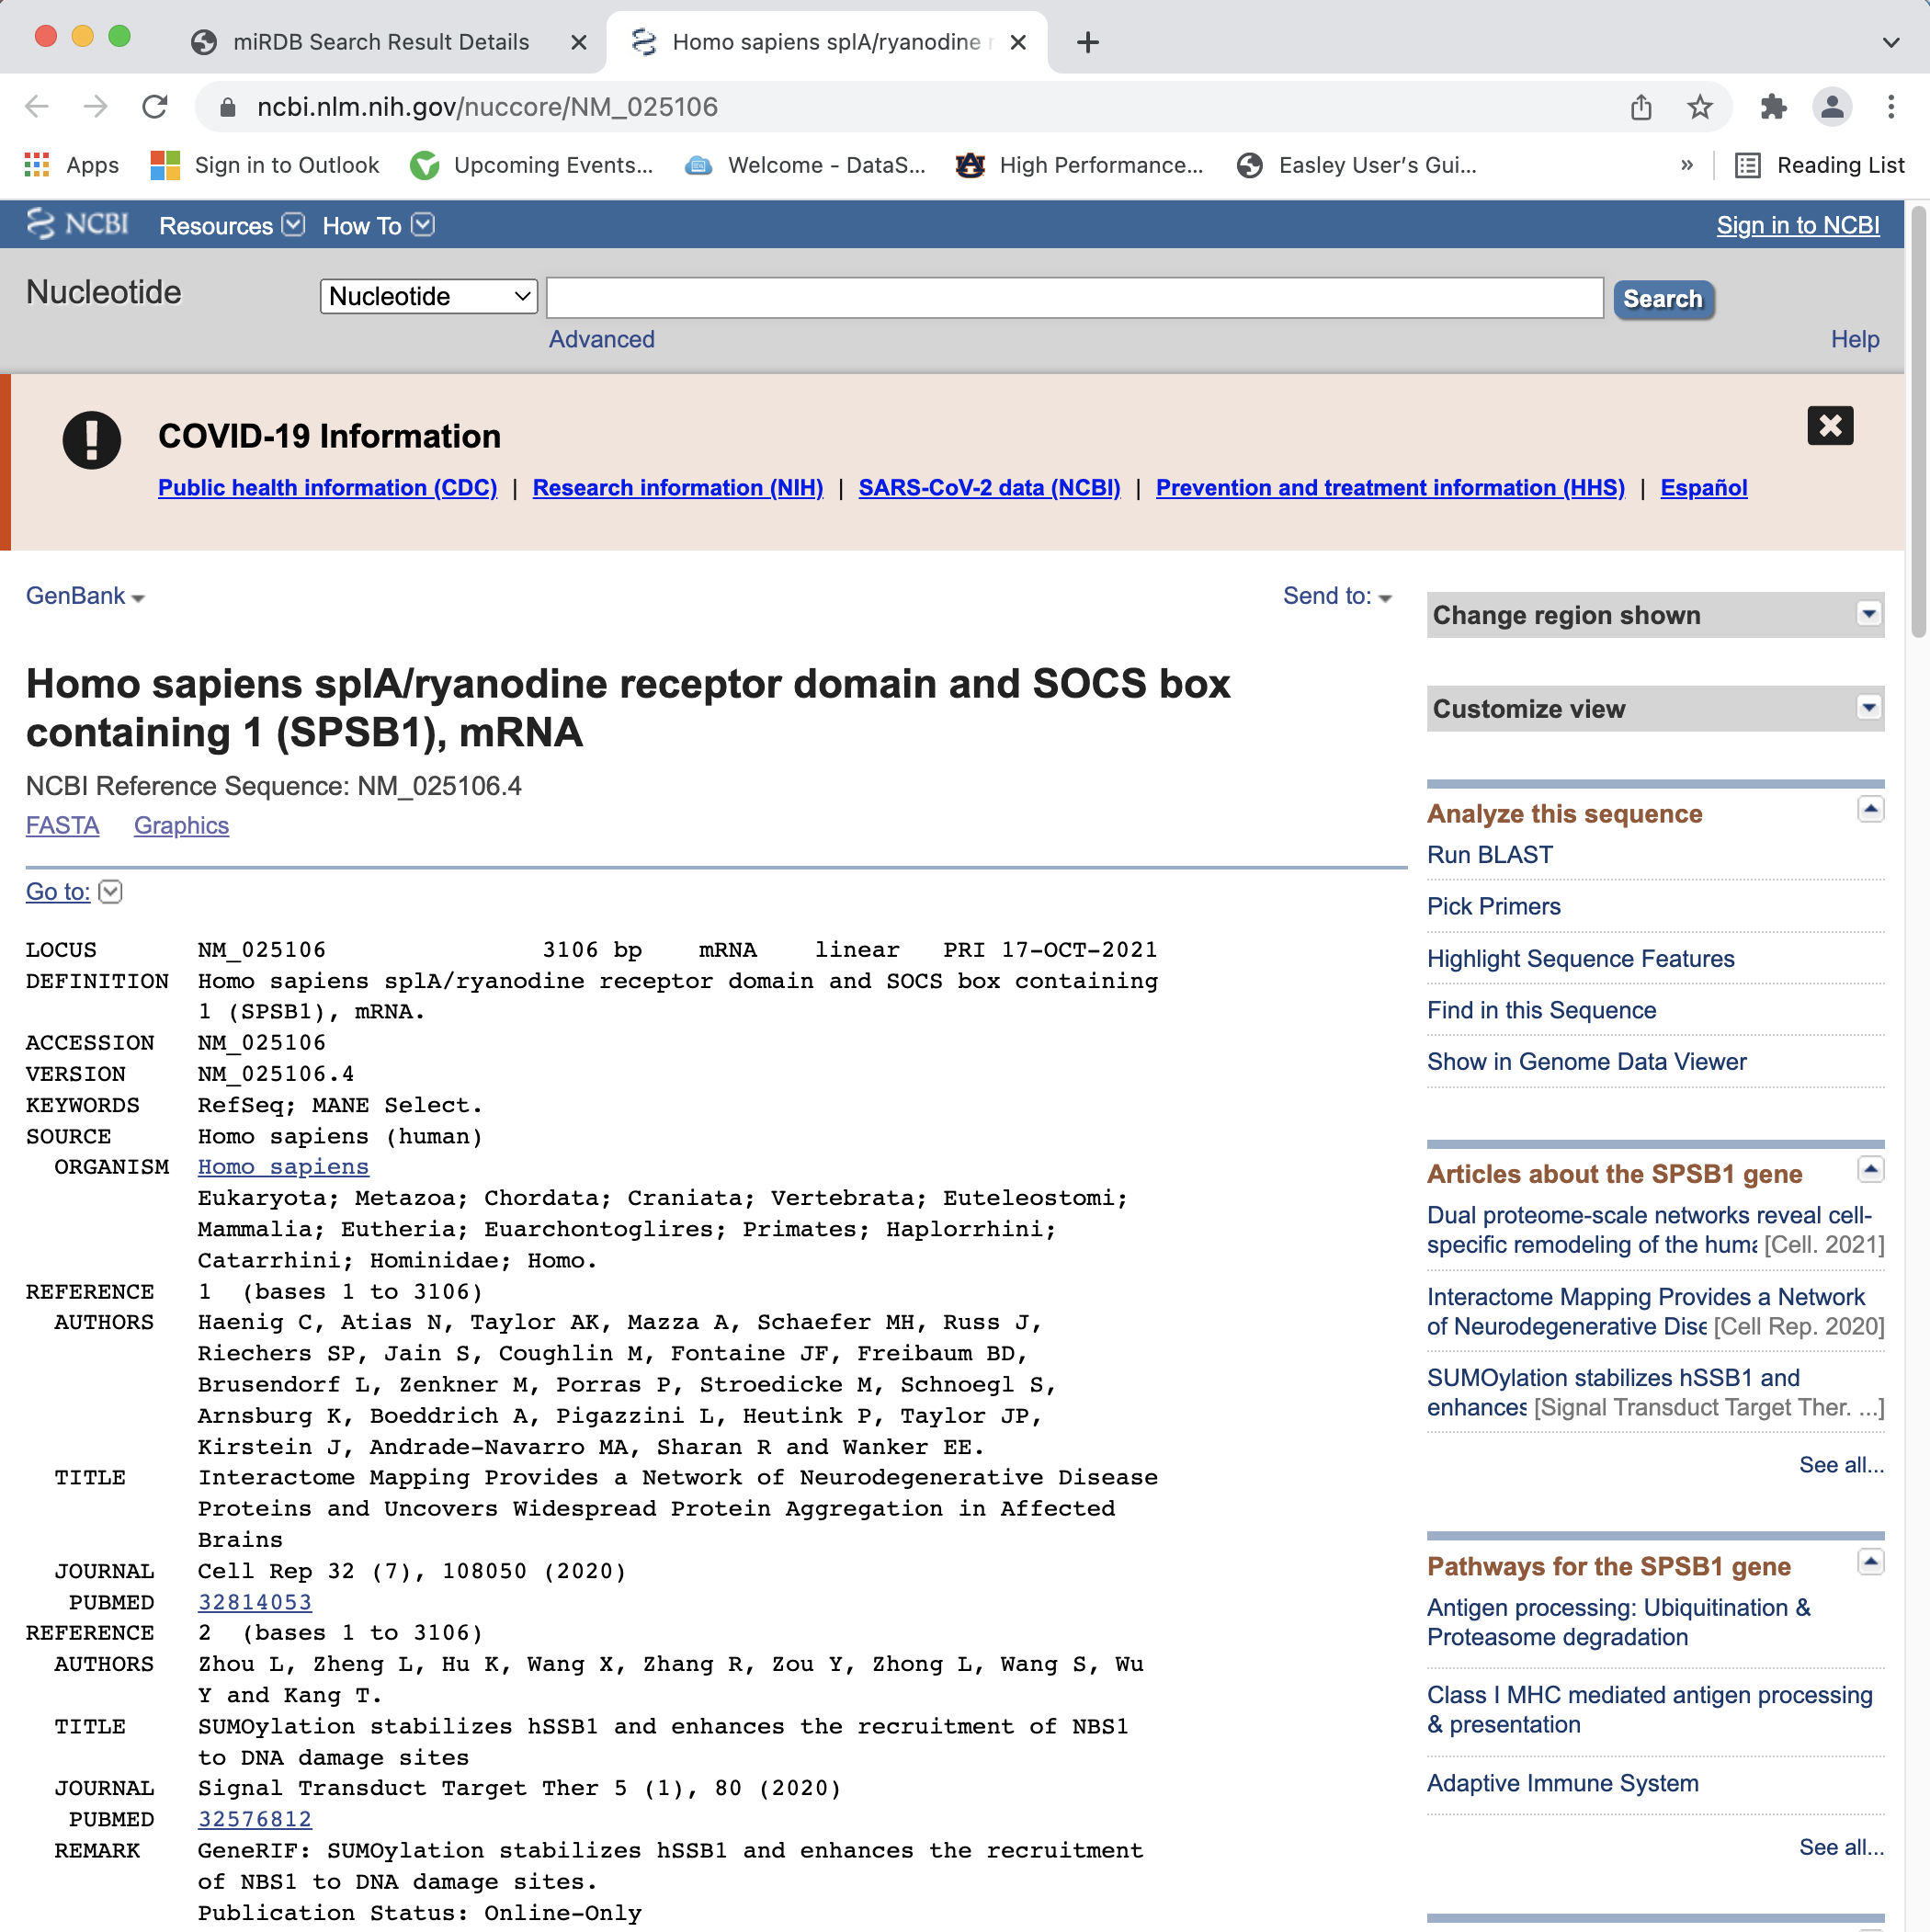 miRDB Search Result Details
Homo sapiens splA/ryanodine
ncbi.nlm.nih.gov/nuccore/NM_025106
Apps Sign in to Outlook Upcoming Events... Welcome - DataS... High Performance... Easley User's Gui... » Reading List
NCBI Resources How To Sign in to NCBI
Nucleotide Nucleotide Search
Advanced Help
COVID-19 Information
Public health information (CDC) | Research information (NIH) | SARS-CoV-2 data (NCBI) | Prevention and treatment information (HHS) | Español
GenBank Send to:
Homo sapiens splA/ryanodine receptor domain and SOCS box
containing 1 (SPSB1), mRNA
NCBI Reference Sequence: NM_025106.4
FASTA Graphics
Go to:
LOCUS NM_025106 3106 bp mRNA linear PRI 17-OCT-2021
DEFINITION Homo sapiens splA/ryanodine receptor domain and SOCS box containing
1 (SPSB1), mRNA.
ACCESSION NM_025106
VERSION NM_025106.4
KEYWORDS RefSeq; MANE Select.
SOURCE Homo sapiens (human)
ORGANISM Homo sapiens
Eukaryota; Metazoa; Chordata; Craniata; Vertebrata; Euteleostomi;
Mammalia; Eutheria; Euarchontoglires; Primates; Haplorrhini;
Catarrhini; Hominidae; Homo.
REFERENCE 1 (bases 1 to 3106)
AUTHORS Haenig C, Atias N, Taylor AK, Mazza A, Schaefer MH, Russ J,
Riechers SP, Jain S, Coughlin M, Fontaine JF, Freibaum BD,
Brusendorf L, Zenkner M, Porras P, Stroedicke M, Schnoegl S,
Arnsburg K, Boeddrich A, Pigazzini L, Heutink P, Taylor JP,
Kirstein J, Andrade-Navarro MA, Sharan R and Wanker EE.
TITLE Interactome Mapping Provides a Network of Neurodegenerative Disease
Proteins and Uncovers Widespread Protein Aggregation in Affected
Brains
JOURNAL Cell Rep 32 (7), 108050 (2020)
PUBMED 32814053
REFERENCE 2 (bases 1 to 3106)
AUTHORS Zhou L, Zheng L, Hu K, Wang X, Zhang R, Zou Y, Zhong L, Wang S, Wu
Y and Kang T.
TITLE SUMOylation stabilizes hSSB1 and enhances the recruitment of NBS1
to DNA damage sites
JOURNAL Signal Transduct Target Ther 5 (1), 80 (2020)
PUBMED 32576812
REMARK GeneRIF: SUMOylation stabilizes hSSB1 and enhances the recruitment
of NBS1 to DNA damage sites.
Publication Status: Online-Only
Change region shown
Customize view
Analyze this sequence
Run BLAST
Pick Primers
Highlight Sequence Features
Find in this Sequence
Show in Genome Data Viewer
Articles about the SPSB1 gene
Dual proteome-scale networks reveal cell-
specific remodeling of the huma [Cell. 2021]
Interactome Mapping Provides a Network
of Neurodegenerative Dise [Cell Rep. 2020]
SUMOylation stabilizes hSSB1 and
enhances [Signal Transduct Target Ther. ...]
See all...
Pathways for the SPSB1 gene
Antigen processing: Ubiquitination &
Proteasome degradation
Class I MHC mediated antigen processing
& presentation
Adaptive Immune System
See all...